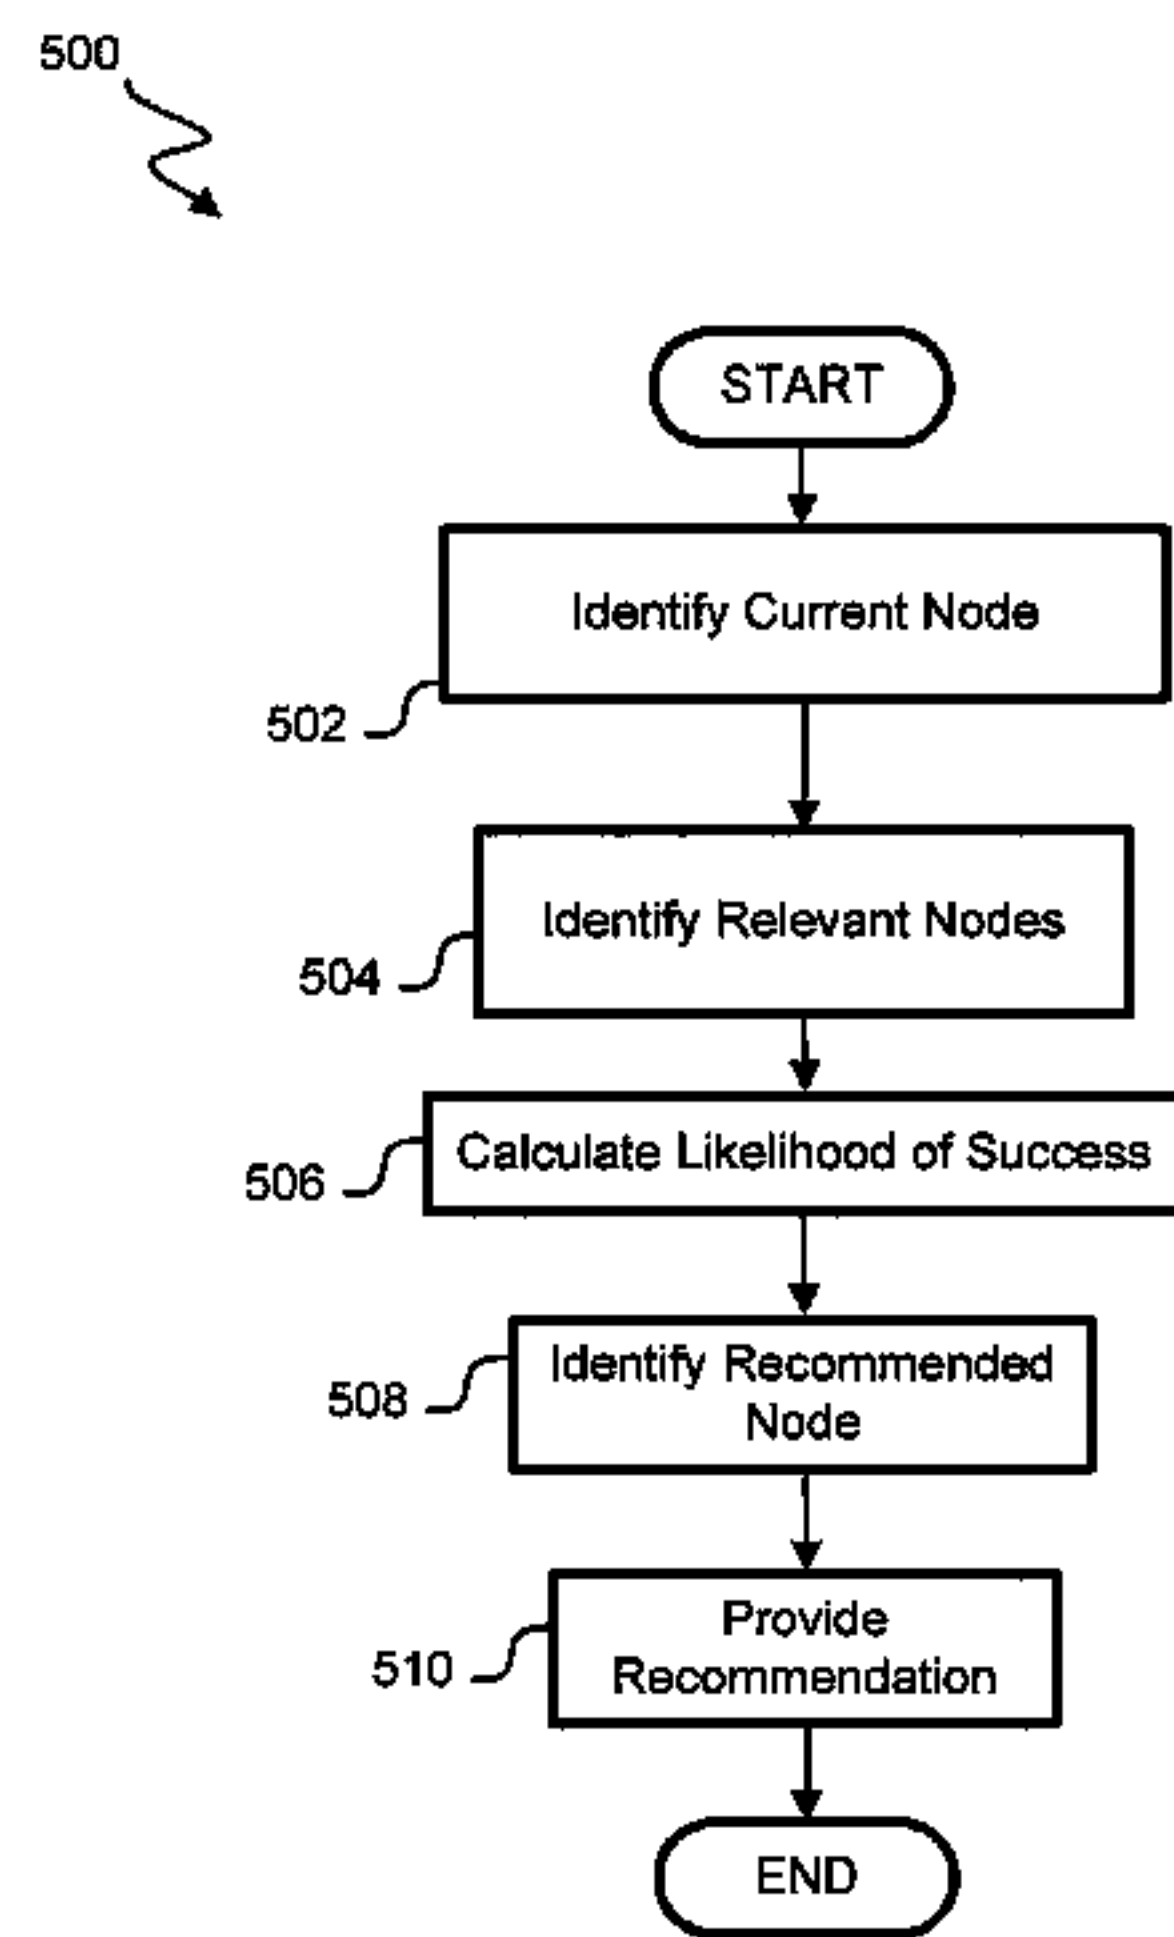 500
START
Identify Current Node
502
Identify Relevant Nodes
504
Calculate Likelihood of Success
506
Identify Recommended
Node
508
Provide
Recommendation
510
END